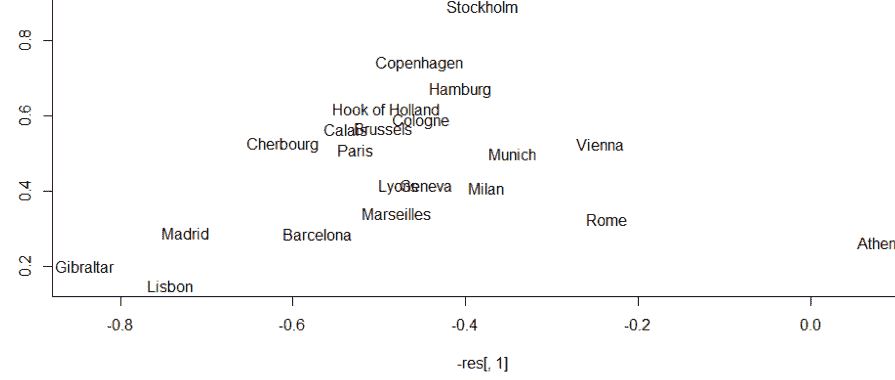 Stockholm
0.8
Copenhagen
Hamburg
Hook of Holland
0.6
Cologne
Calais
Brussels
Cherbourg
Paris
Munich
Vienna
Lyons
Geneva
Milan
0.4
Marseilles
Rome
Madrid
Barcelona
Athen
Gibraltar
0.2
Lisbon
-0.8 -0.6 -0.4 -0.2 0.0
-res[, 1]